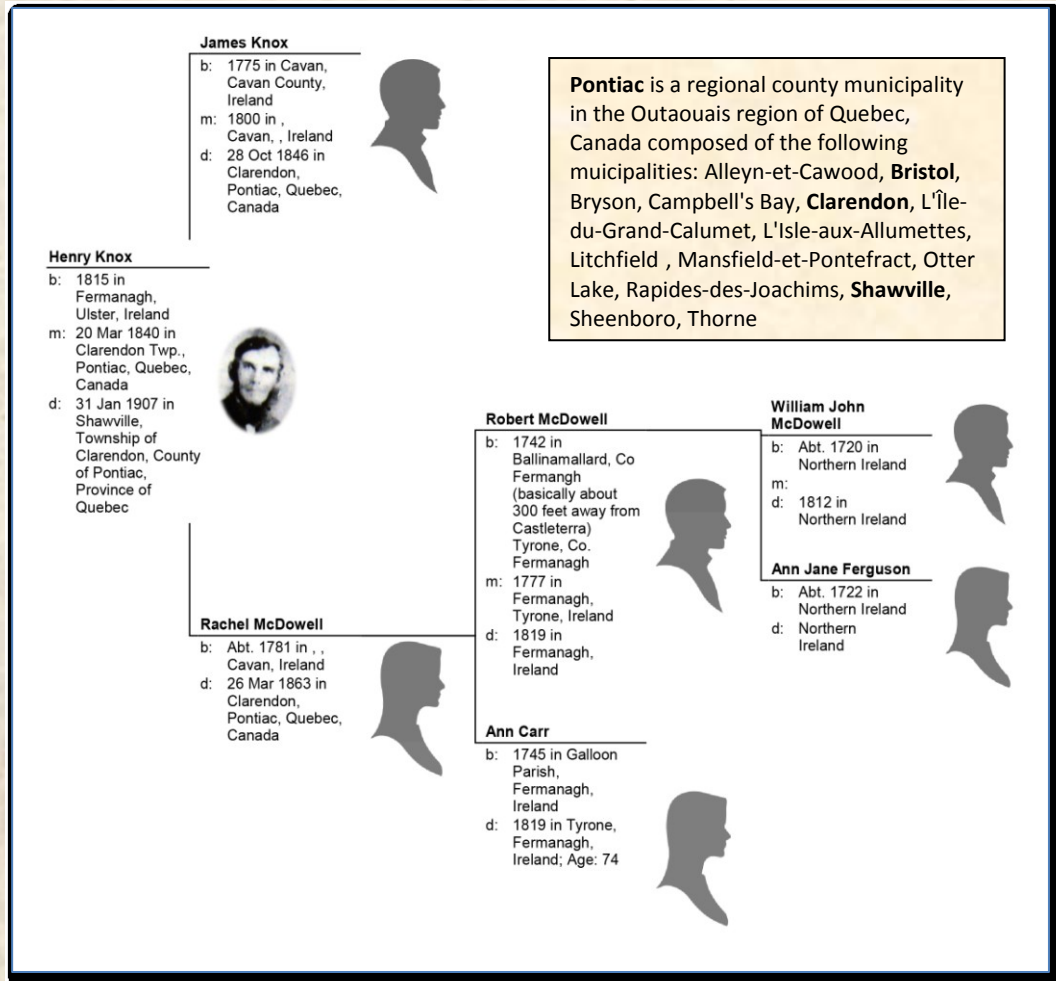 James Knox
b: 1775 in Cavan,
Cavan County,
Ireland
m: 1800 in ,
Cavan, , Ireland
d: 28 Oct 1846 in
Clarendon,
Pontiac, Quebec,
Canada
Pontiac is a regional county municipality
in the Outaouais region of Quebec,
Canada composed of the following
muicipalities: Alleyn-et-Cawood, Bristol,
Bryson, Campbell's Bay, Clarendon, L'Île-
du-Grand-Calumet, L'Isle-aux-Allumettes,
Litchfield , Mansfield-et-Pontefract, Otter
Lake, Rapides-des-Joachims, Shawville,
Sheenboro, Thorne
Henry Knox
b: 1815 in
Fermanagh,
Ulster, Ireland
m: 20 Mar 1840 in
Clarendon Twp.,
Pontiac, Quebec,
Canada
d: 31 Jan 1907 in
Shawville,
Township of
Clarendon, County
of Pontiac,
Province of
Quebec
Rachel McDowell
b: Abt. 1781 in , ,
Cavan, Ireland
d: 26 Mar 1863 in
Clarendon,
Pontiac, Quebec,
Canada
Robert McDowell
b: 1742 in
Ballinamallard, Co
Fermangh
(basically about
300 feet away from
Castleterra)
Tyrone, Co.
Fermanagh
m: 1777 in
Fermanagh,
Tyrone, Ireland
d: 1819 in
Fermanagh,
Ireland
Ann Carr
b: 1745 in Galloon
Parish,
Fermanagh,
Ireland
d: 1819 in Tyrone,
Fermanagh,
Ireland; Age: 74
William John
McDowell
b: Abt. 1720 in
Northern Ireland
m:
d: 1812 in
Northern Ireland
Ann Jane Ferguson
b: Abt. 1722 in
Northern Ireland
d: Northern
Ireland